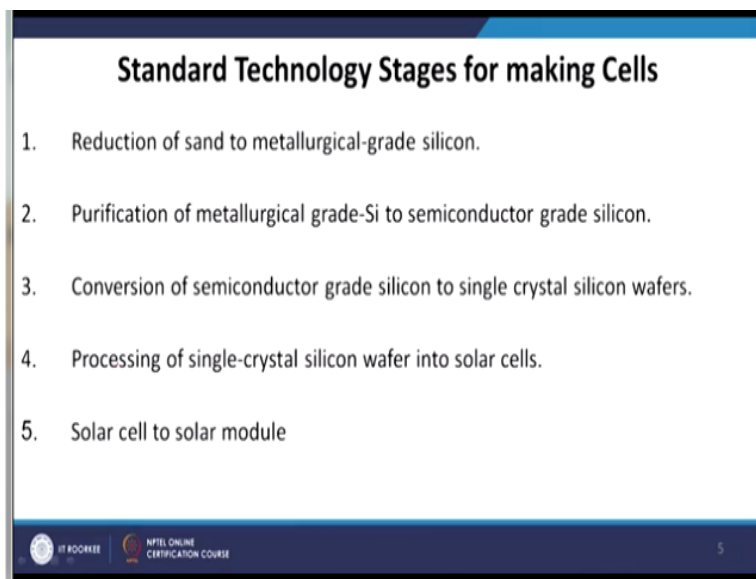 Standard Technology Stages for making Cells
1. Reduction of sand to metallurgical-grade silicon.
2. Purification of metallurgical grade-Si to semiconductor grade silicon.
3. Conversion of semiconductor grade silicon to single crystal silicon wafers.
4. Processing of single-crystal silicon wafer into solar cells.
5. Solar cell to solar module
IIT ROORKEE
NPTEL ONLINE
CERTIFICATION COURSE
5